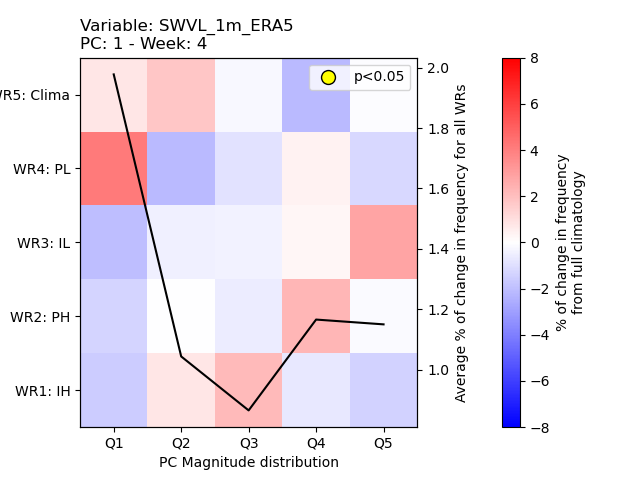 Variable: SWVL_1m_ERA5
PC: 1 - Week: 4
p<0.05
WR5: Clima
WR4: PL
WR3: IL
WR2: PH
WR1: IH
Q1 Q2 Q3 Q4 Q5
PC Magnitude distribution
2.0
1.8
1.6
1.4
1.2
1.0
Average % of change in frequency for all WRs
8
6
4
2
0
−2
−4
−6
−8
% of change in frequency
from full climatology